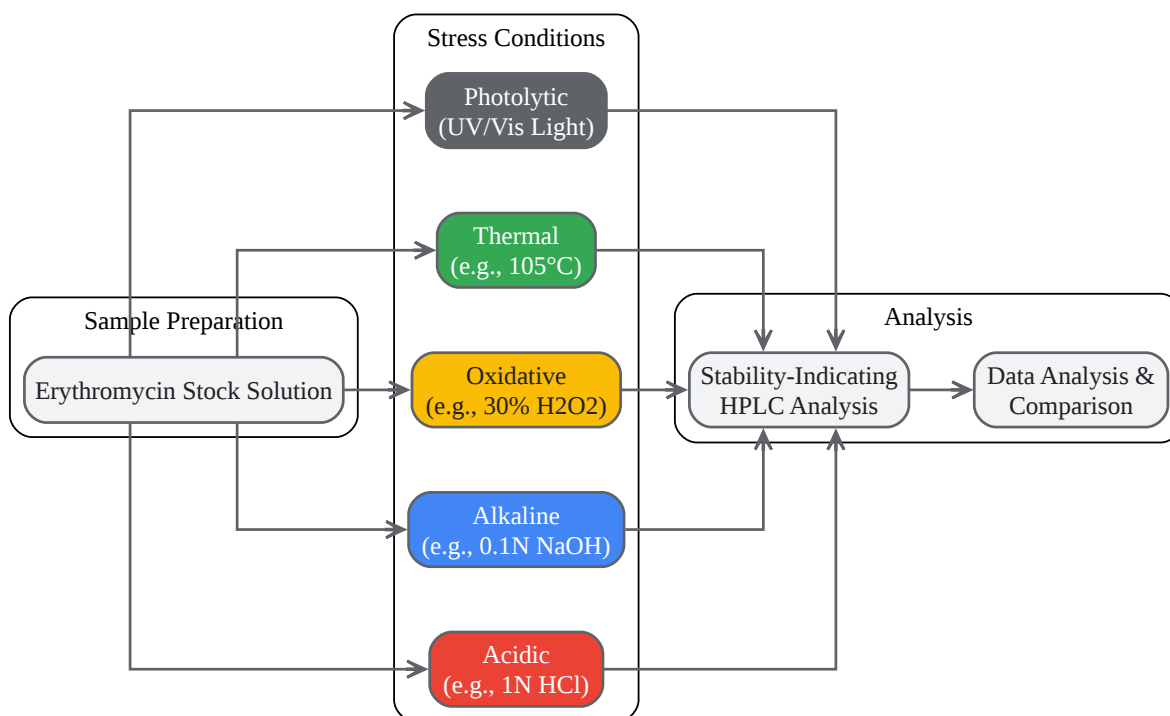 Stress Conditions
Photolytic
(UV/Vis Light)
Thermal
(e.g., 105°C)
Sample Preparation
Erythromycin Stock Solution
Oxidative
(e.g., 30% H2O2)
Analysis
Stability-Indicating
HPLC Analysis
Data Analysis &
Comparison
Alkaline
(e.g., 0.1N NaOH)
Acidic
(e.g., 1N HCl)